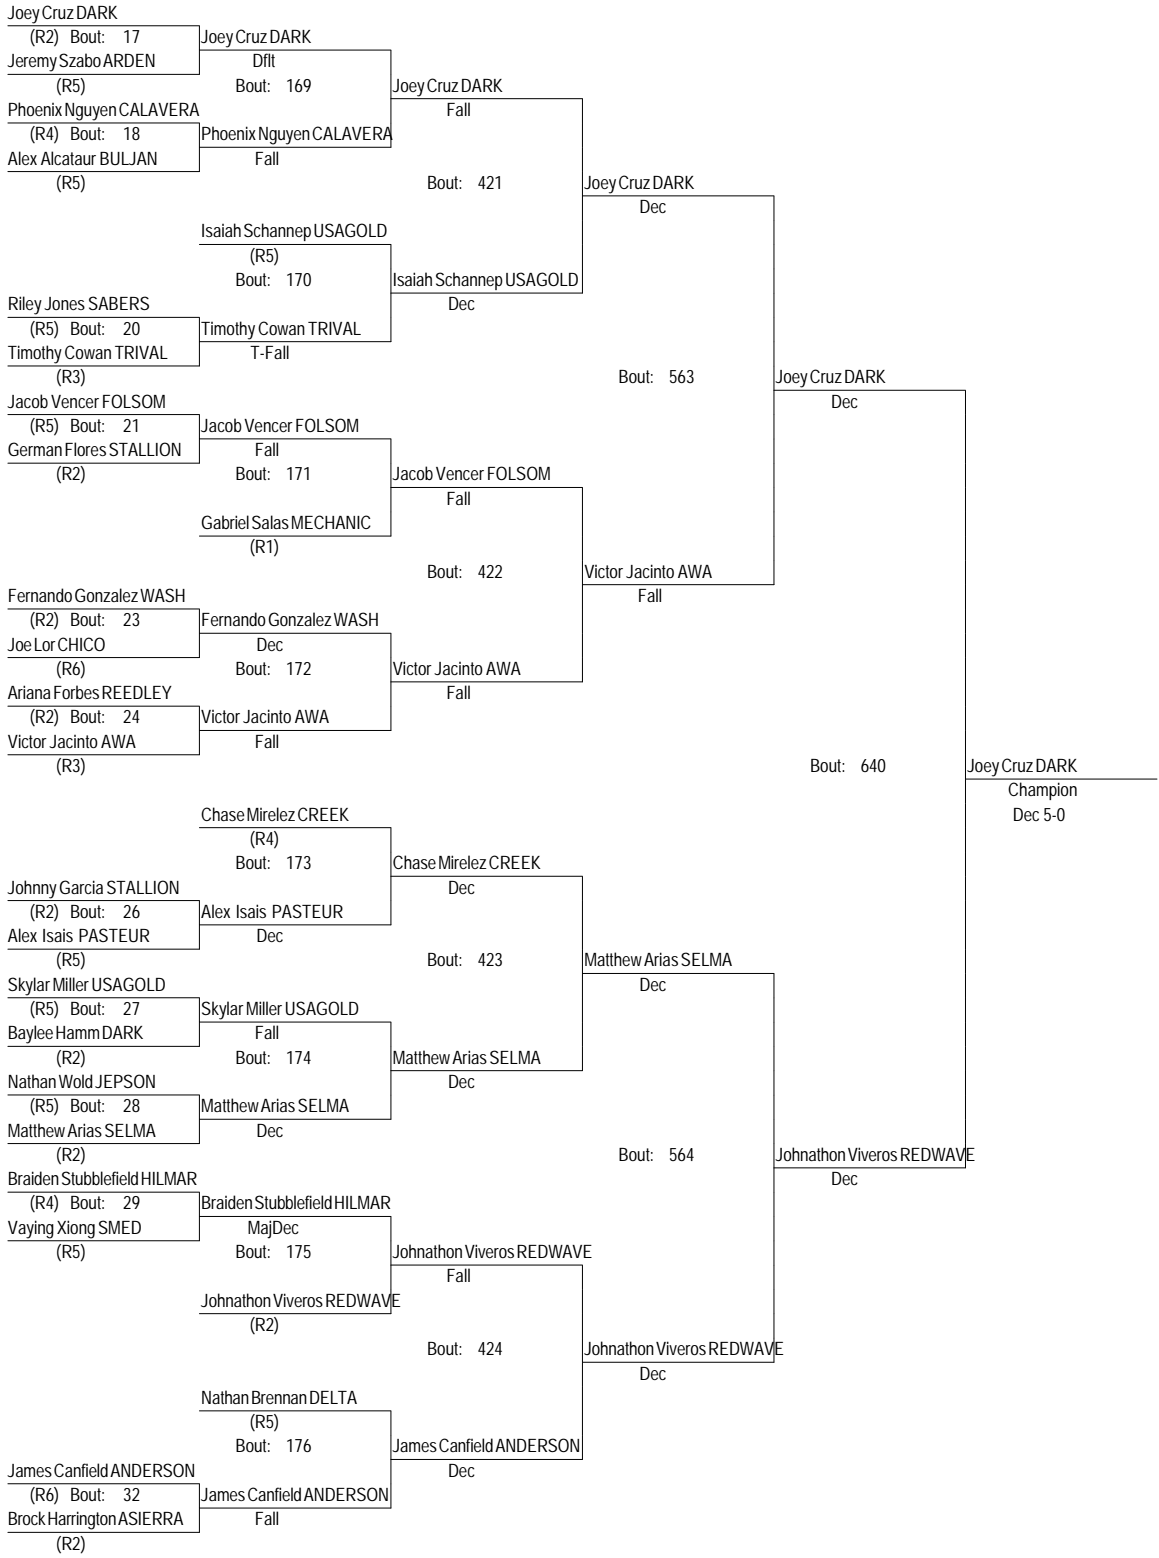 Joey Cruz DARK
(R2) Bout: 17 Joey Cruz DARK
Jeremy Szabo ARDEN Dflt
(R5) Bout: 169 Joey Cruz DARK
Phoenix Nguyen CALAVERA Fall
(R4) Bout: 18 Phoenix Nguyen CALAVERA
Alex Alcataur BULJAN Fall
(R5) Bout: 421 Joey Cruz DARK
Dec
Isaiah Schannep USAGOLD
(R5)
Bout: 170 Isaiah Schannep USAGOLD
Riley Jones SABERS Dec
(R5) Bout: 20 Timothy Cowan TRIVAL
Timothy Cowan TRIVAL T-Fall
(R3) Bout: 563 Joey Cruz DARK
Jacob Vencer FOLSOM Dec
(R5) Bout: 21 Jacob Vencer FOLSOM
German Flores STALLION Fall
(R2) Bout: 171 Jacob Vencer FOLSOM
Fall
Gabriel Salas MECHANIC
(R1)
Bout: 422 Victor Jacinto AWA
Fernando Gonzalez WASH Fall
(R2) Bout: 23 Fernando Gonzalez WASH
Joe Lor CHICO Dec
(R6) Bout: 172 Victor Jacinto AWA
Ariana Forbes REEDLEY Fall
(R2) Bout: 24 Victor Jacinto AWA
Victor Jacinto AWA Fall
(R3) Bout: 640 Joey Cruz DARK
Champion
Chase Mirelez CREEK Dec 5-0
(R4)
Bout: 173 Chase Mirelez CREEK
Johnny Garcia STALLION Dec
(R2) Bout: 26 Alex Isais PASTEUR
Alex Isais PASTEUR Dec
(R5) Bout: 423 Matthew Arias SELMA
Skylar Miller USAGOLD Dec
(R5) Bout: 27 Skylar Miller USAGOLD
Baylee Hamm DARK Fall
(R2) Bout: 174 Matthew Arias SELMA
Nathan Wold JEPSON Dec
(R5) Bout: 28 Matthew Arias SELMA
Matthew Arias SELMA Dec
(R2) Bout: 564 Johnathon Viveros REDWAVE
Braiden Stubblefield HILMAR Dec
(R4) Bout: 29 Braiden Stubblefield HILMAR
Vaying Xiong SMED MajDec
(R5) Bout: 175 Johnathon Viveros REDWAVE
Fall
Johnathon Viveros REDWAVE
(R2)
Bout: 424 Johnathon Viveros REDWAVE
Dec
Nathan Brennan DELTA
(R5)
Bout: 176 James Canfield ANDERSON
James Canfield ANDERSON Dec
(R6) Bout: 32 James Canfield ANDERSON
Brock Harrington ASIERRA Fall
(R2)